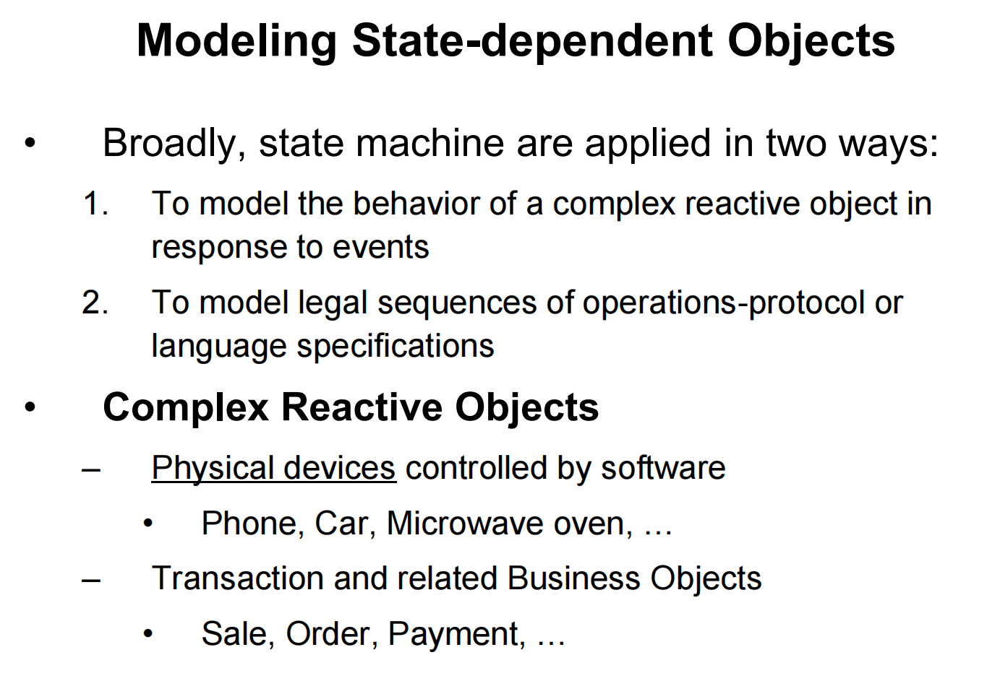 Modeling State-dependent Objects
• Broadly, state machine are applied in two ways:
1. To model the behavior of a complex reactive object in
response to events
2. To model legal sequences of operations-protocol or
language specifications
• Complex Reactive Objects
– Physical devices controlled by software
• Phone, Car, Microwave oven, …
– Transaction and related Business Objects
• Sale, Order, Payment, …